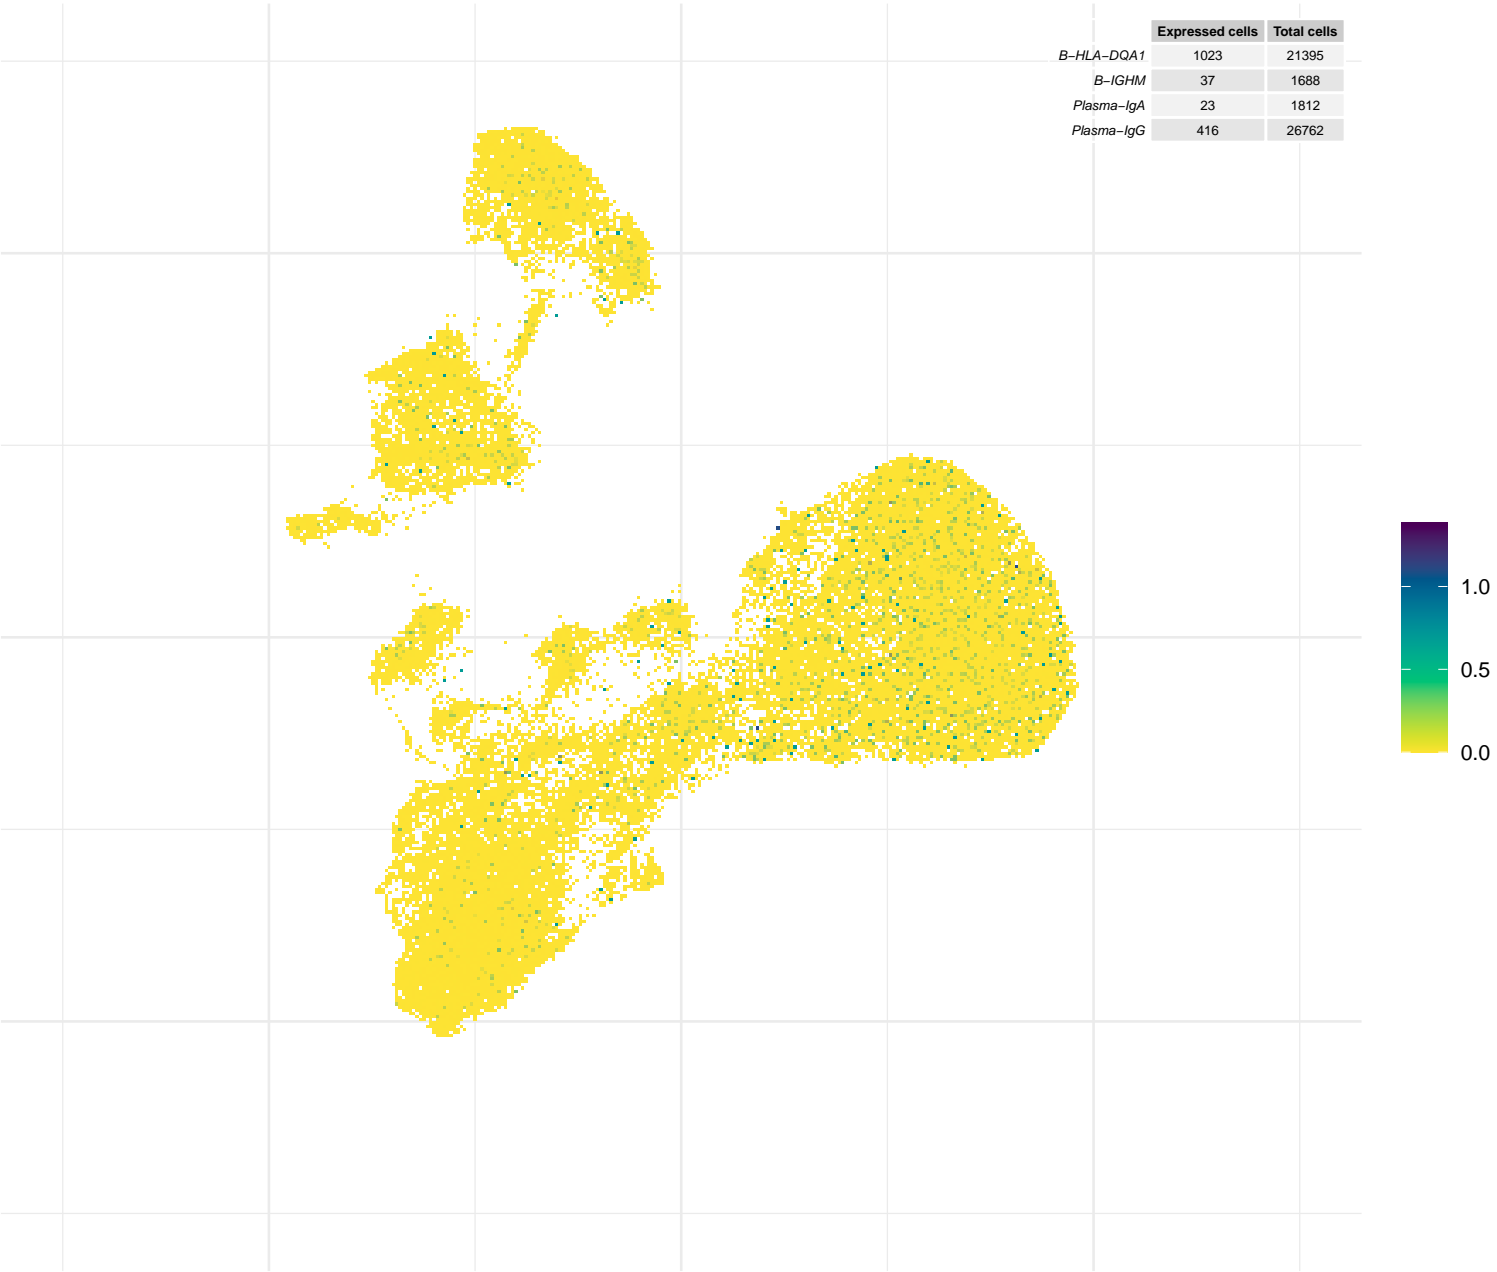 Expressed cells Total cells
B−HLA−DQA1 1023 21395
B−IGHM 37 1688
Plasma−IgA 23 1812
Plasma−IgG 416 26762
1.0
0.5
0.0